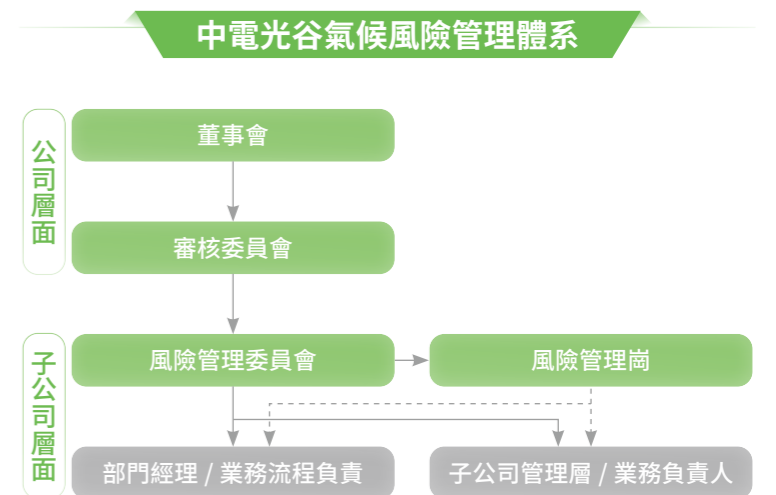 中電光谷氣候風險管理體系
公司層面
董事會
審核委員會
子公司層面
風險管理委員會
風險管理崗
部門經理 / 業務流程負責
子公司管理層 / 業務負責人